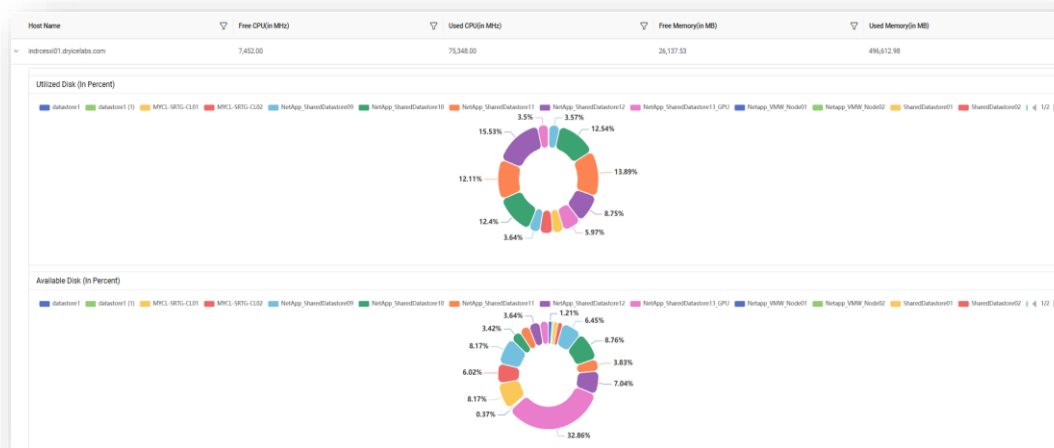 Host Name Free CPU(in MHz) Used CPU(in MHz) Free Memory(in MB) Used Memory(in MB)
indrcessi01.dryicelabs.com 7,452.00 75,348.00 26,137.53 496,612.98
Utilized Disk (In Percent)
datastore1 datastore1 (1) MYCL-SRTG-CL01 MYCL-SRTG-CL02 NetApp_SharedDatastore09 NetApp_SharedDatastore10 NetApp_SharedDatastore11 NetApp_SharedDatastore12 NetApp_SharedDatastore13_GPU Netapp_VMW_Node01 Netapp_VMW_Node02 SharedDatastore01 SharedDatastore02 1/2
3.5% 3.57%
15.53% 12.54%
12.11% 13.89%
12.4% 8.75%
3.64% 5.97%
Available Disk (In Percent)
datastore1 datastore1 (1) MYCL-SRTG-CL01 MYCL-SRTG-CL02 NetApp_SharedDatastore09 NetApp_SharedDatastore10 NetApp_SharedDatastore11 NetApp_SharedDatastore12 NetApp_SharedDatastore13_GPU Netapp_VMW_Node01 Netapp_VMW_Node02 SharedDatastore01 SharedDatastore02 1/2
3.64% 1.21%
3.42% 6.45%
8.17% 8.76%
6.02% 3.83%
8.17% 7.04%
0.37%
32.86%